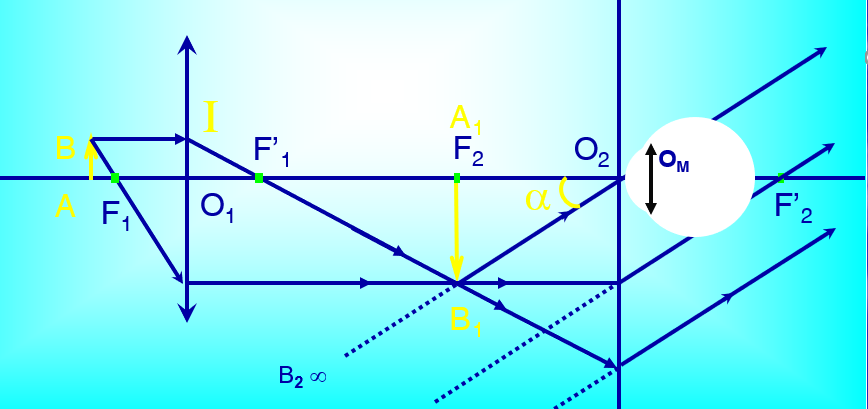 I
A₁
B
F'₁
F₂
O₂
Oₘ
A
F₁
O₁
α
F'₂
B₁
B₂ ∞